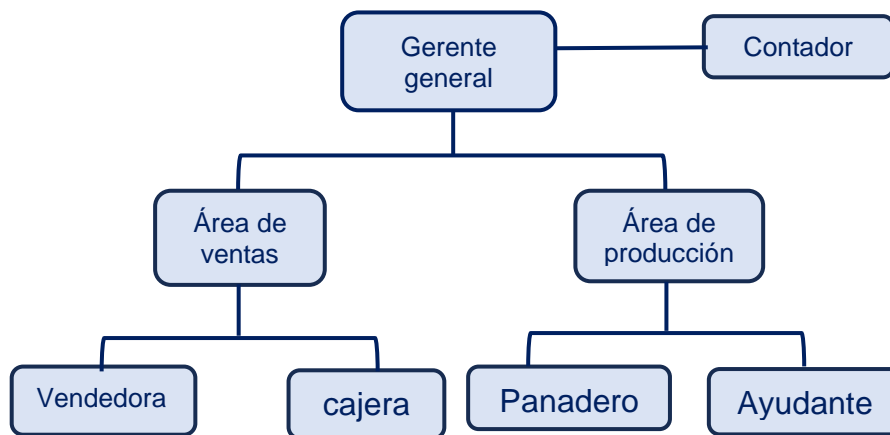 Gerente
general
Contador
Área de
ventas
Área de
producción
Vendedora
cajera
Panadero
Ayudante